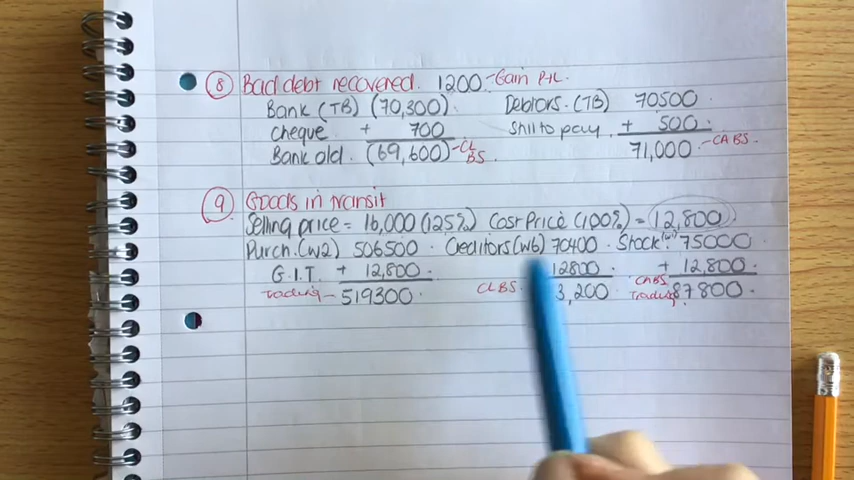 8 Bad debt recovered. 1200 - Gain P+L.
Bank (TB) (70,300). Debtors. (TB) 70500
cheque + 700 Still to pay + 500.
Bank old. (69,600) - CL BS. 71,000 - CA BS.
9 Goods in transit
Selling price = 16,000 (125%) Cost Price (100%) = 12,800
Purch. (W2) 506500 · Creditors (W6) 70400 · Stock 75000
G.I.T. + 12,800. 12800 · + 12,800.
Trading - 519300 · CLBS. 3,200 CABS Trading 87800.